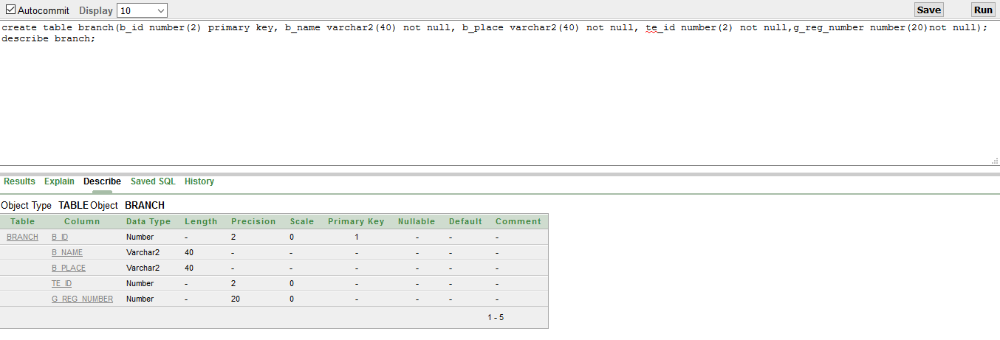 Autocommit Display 10 Save Run
create table branch(b_id number(2) primary key, b_name varchar2(40) not null, b_place varchar2(40) not null, te_id number(2) not null,g_reg_number number(20)not null);
describe branch;
Results Explain Describe Saved SQL History
Object Type TABLE Object BRANCH
Table Column Data Type Length Precision Scale Primary Key Nullable Default Comment
BRANCH B_ID Number - 2 0 1 - - -
B_NAME Varchar2 40 - - - - - -
B_PLACE Varchar2 40 - - - - - -
TE_ID Number - 2 0 - - - -
G_REG_NUMBER Number - 20 0 - - - -
1 - 5